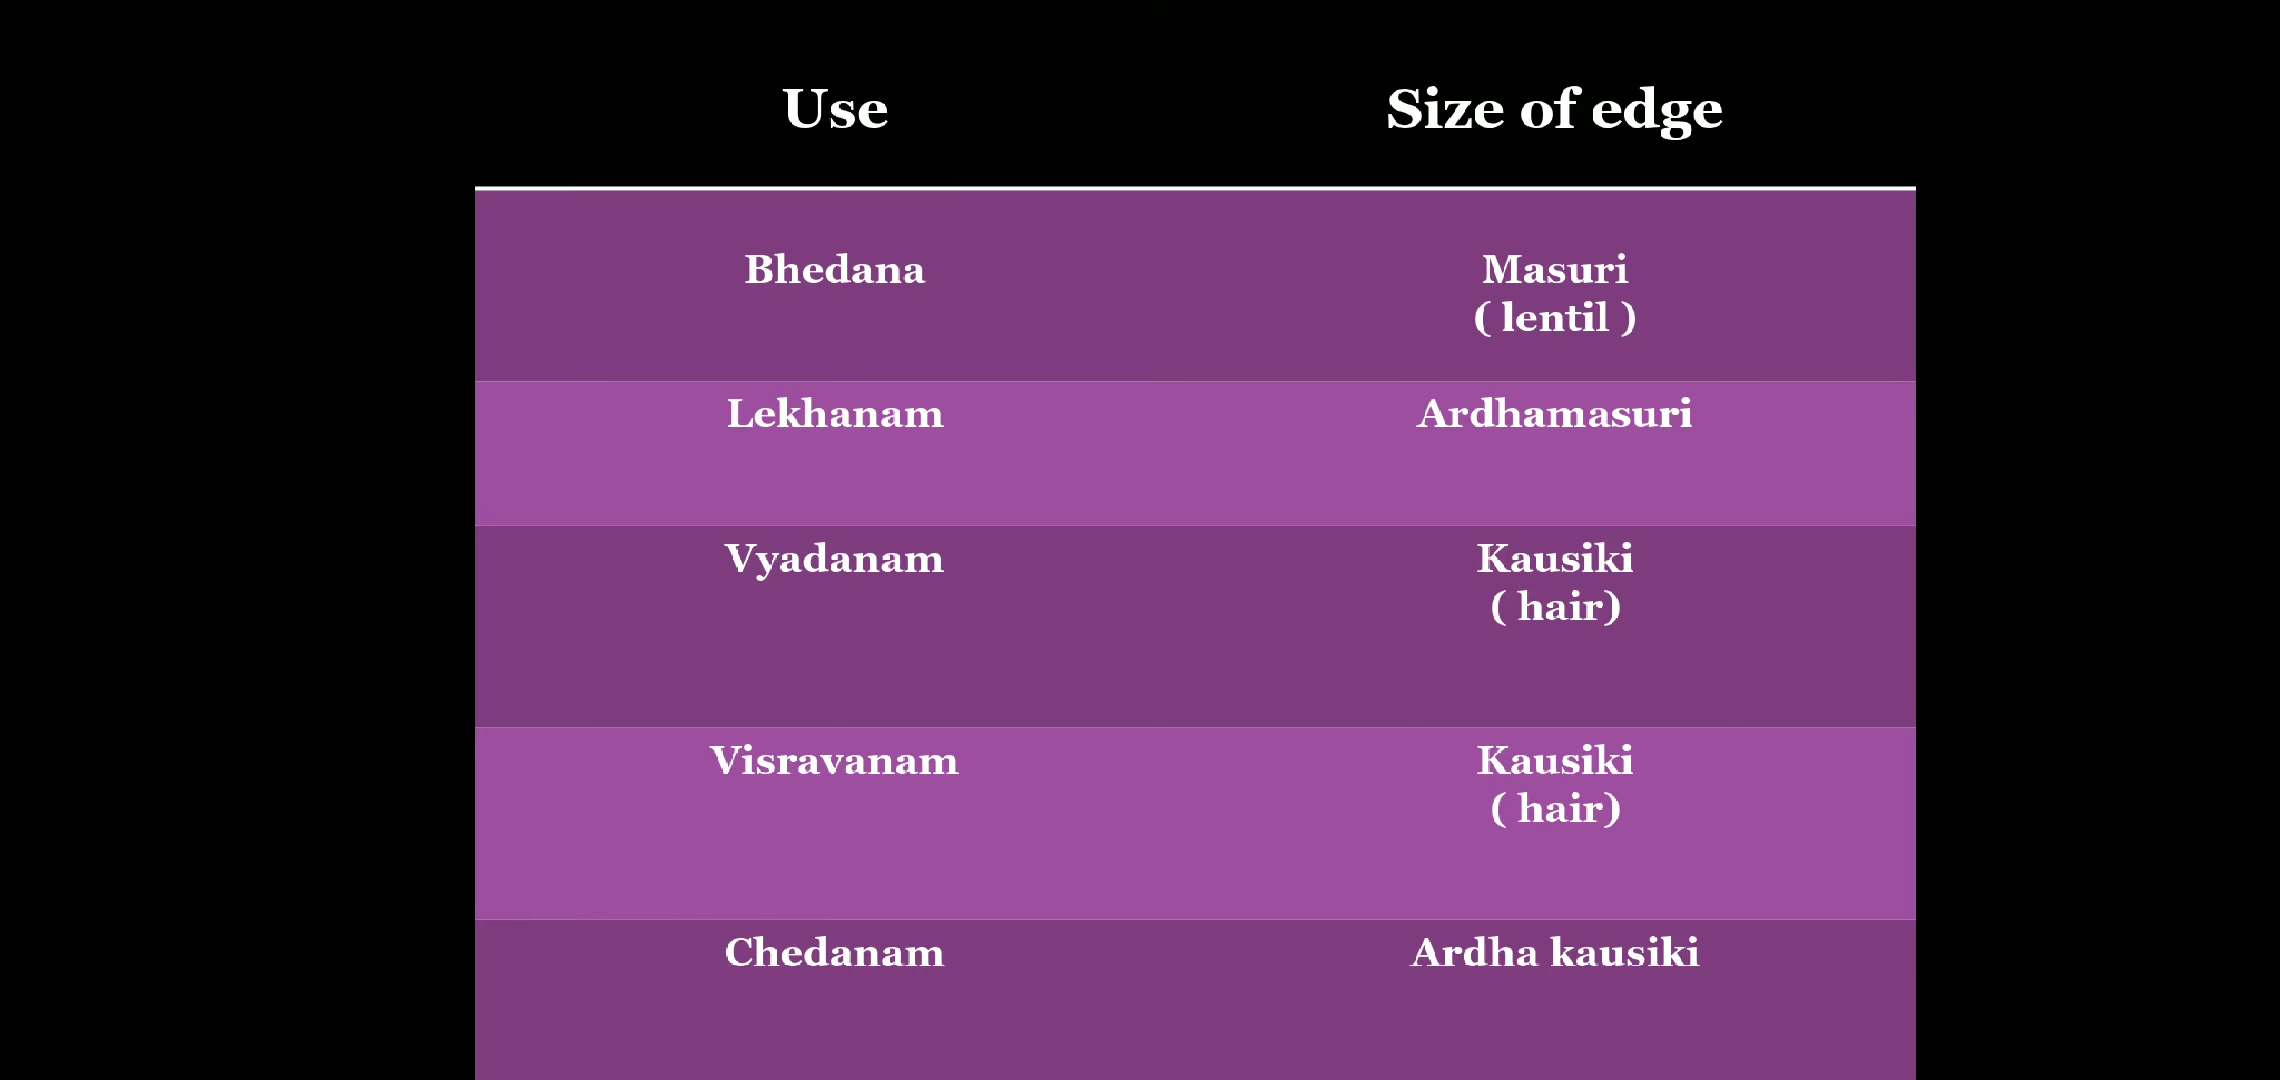 Use Size of edge
Bhedana Masuri
( lentil )
Lekhanam Ardhamasuri
Vyadanam Kausiki
( hair)
Visravanam Kausiki
( hair)
Chedanam Ardha kausiki